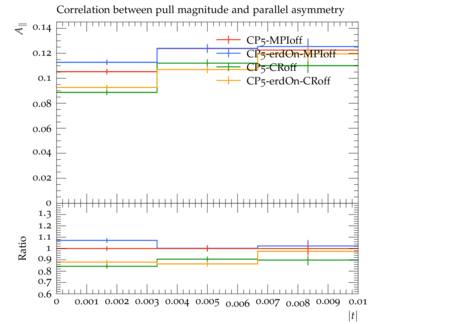 Correlation between pull magnitude and parallel asymmetry
A∥
0.14
0.12
0.1
0.08
0.06
0.04
0.02
0
CP5-MPIoff
CP5-erdOn-MPIoff
CP5-CRoff
CP5-erdOn-CRoff
Ratio
1.3
1.2
1.1
1
0.9
0.8
0.7
0.6
0 0.001 0.002 0.003 0.004 0.005 0.006 0.007 0.008 0.009 0.01
|t|